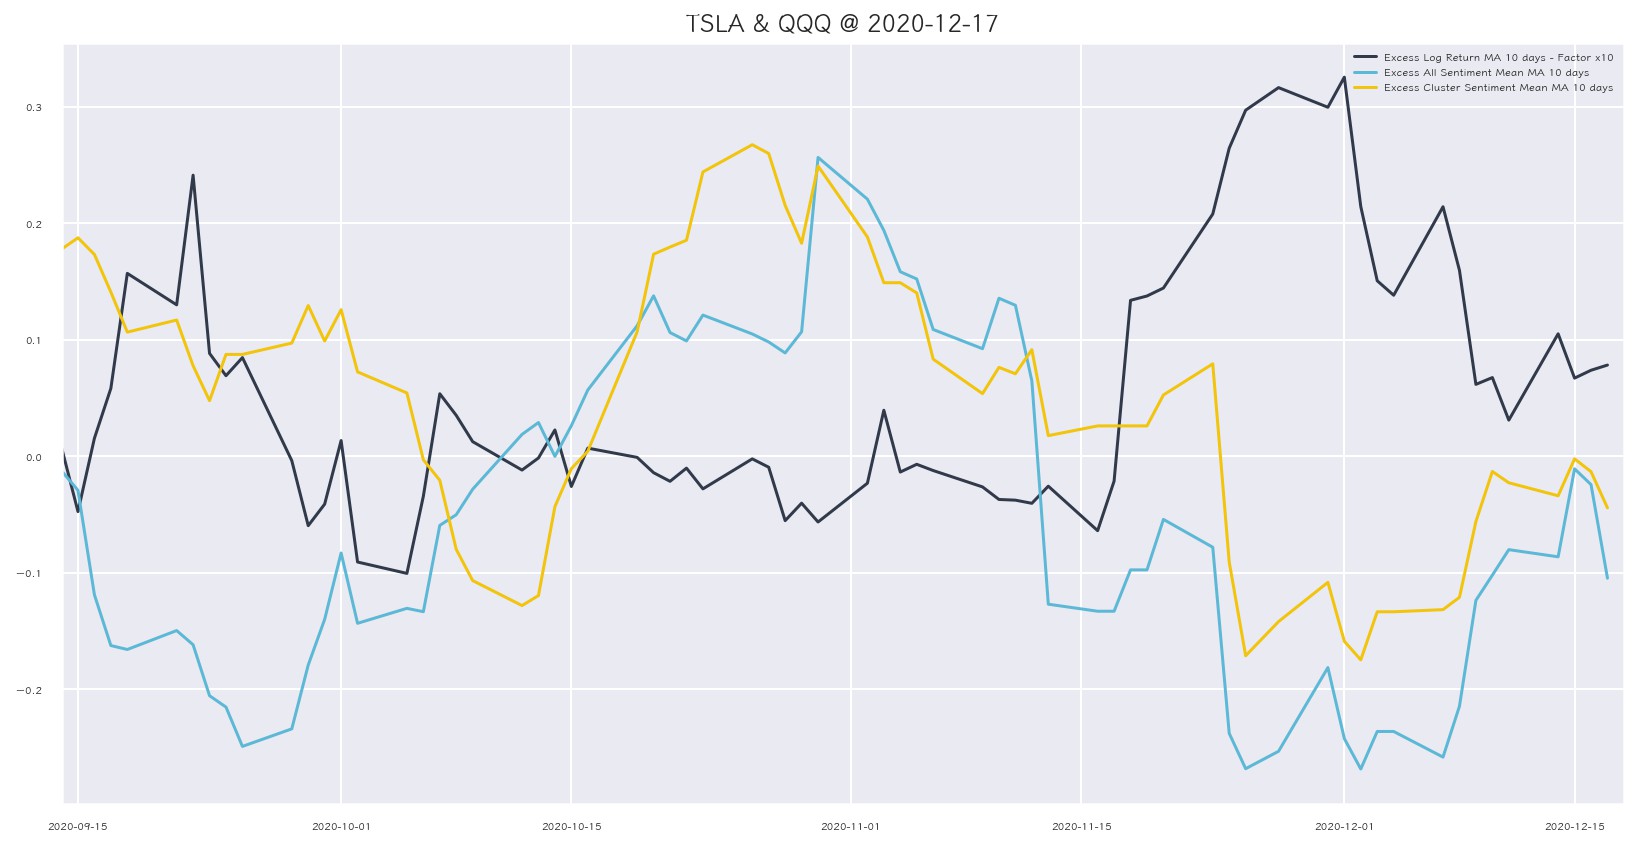 TSLA & QQQ @ 2020-12-17
Excess Log Return MA 10 days - Factor x10
Excess All Sentiment Mean MA 10 days
Excess Cluster Sentiment Mean MA 10 days
0.3
0.2
0.1
0.0
−0.1
−0.2
2020-09-15 2020-10-01 2020-10-15 2020-11-01 2020-11-15 2020-12-01 2020-12-15